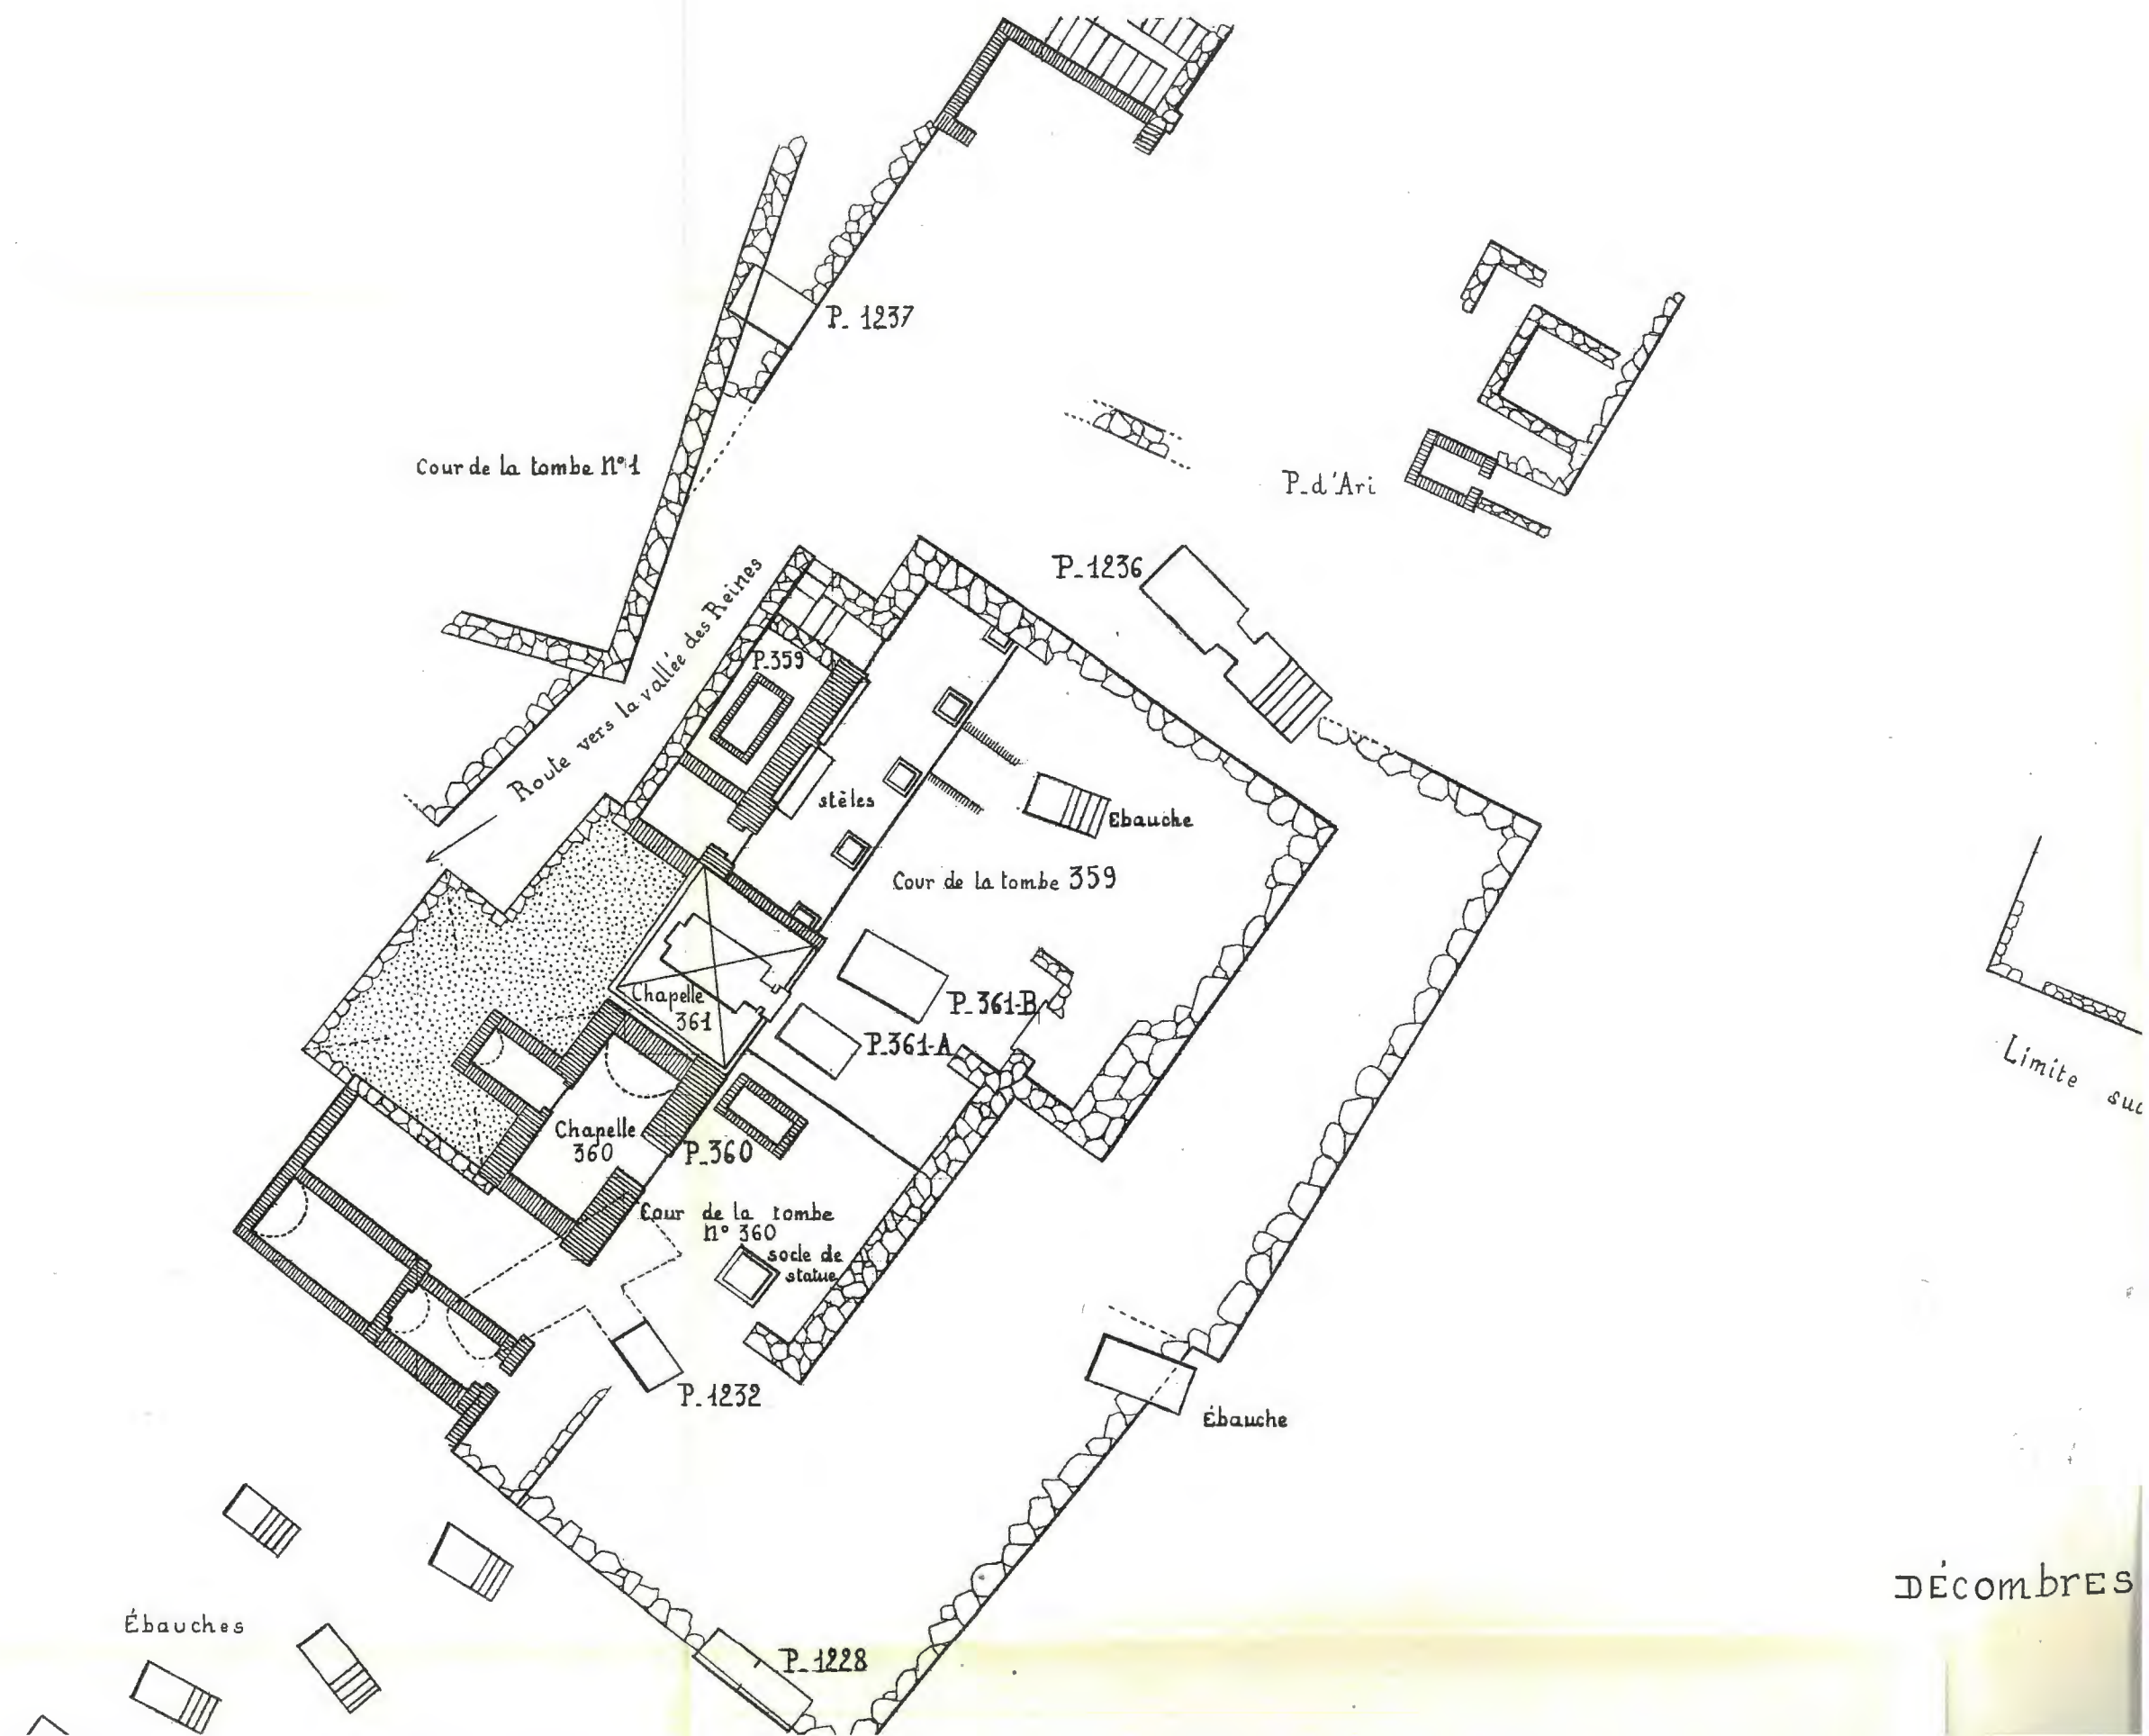 P. 1237
Cour de la tombe N° 1
P. d'Ari
P. 1236
Route vers la vallée des Reines
P. 359
stèles
Ebauche
Cour de la tombe 359
Chapelle
361
P. 361-B
P. 361-A
Limite sud
Chapelle
360
P. 360
Cour de la tombe
N° 360
socle de
statue
P. 1232
Ébauche
DÉcombrES
Ébauches
P. 1228